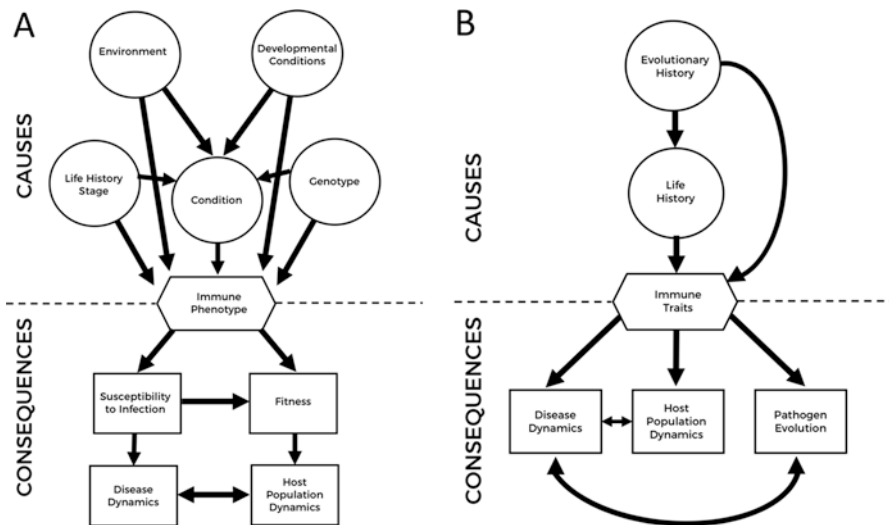 A
CAUSES
Environment
Developmental
Conditions
Life History
Stage
Condition
Genotype
Immune
Phenotype
CONSEQUENCES
Susceptibility
to Infection
Fitness
Disease
Dynamics
Host
Population
Dynamics
B
CAUSES
Evolutionary
History
Life
History
Immune
Traits
CONSEQUENCES
Disease
Dynamics
Host
Population
Dynamics
Pathogen
Evolution